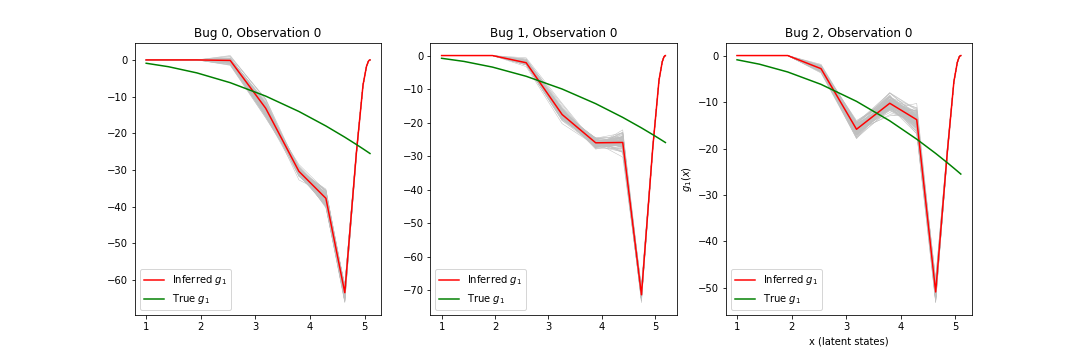 Bug 0, Observation 0
0
−10
−20
−30
−40
−50
−60
1 2 3 4 5
Inferred g₁
True g₁
Bug 1, Observation 0
0
−10
−20
−30
−40
−50
−60
−70
1 2 3 4 5
Inferred g₁
True g₁
Bug 2, Observation 0
g₁(x)
0
−10
−20
−30
−40
−50
1 2 3 4 5
x (latent states)
Inferred g₁
True g₁